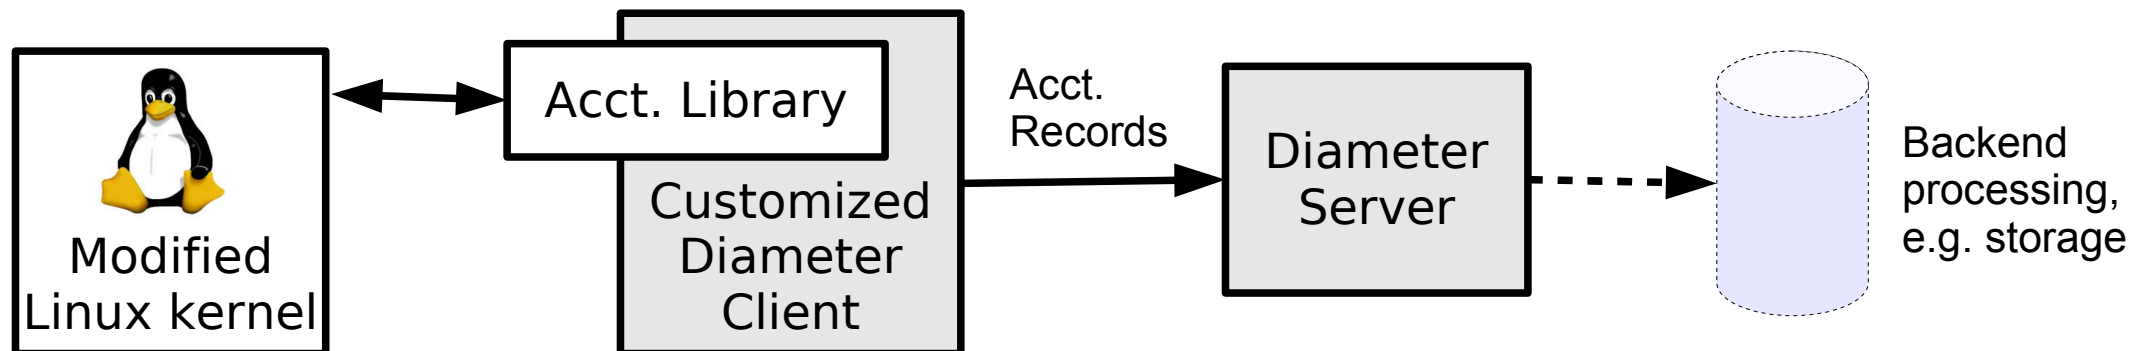 Modified
Linux kernel
Acct. Library
Customized
Diameter
Client
Acct.
Records
Diameter
Server
Backend
processing,
e.g. storage